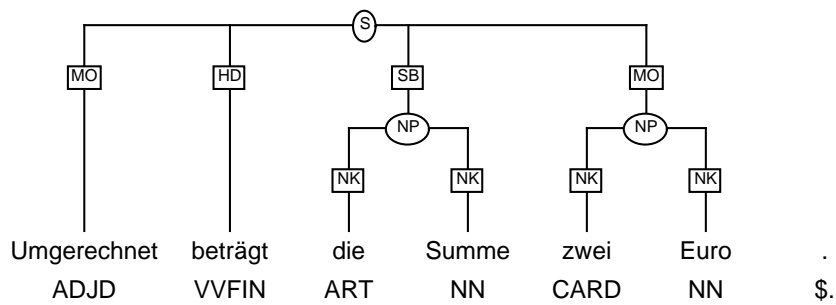 S
MO HD SB MO
NP NP
NK NK NK NK
Umgerechnet beträgt die Summe zwei Euro .
ADJD VVFIN ART NN CARD NN $.